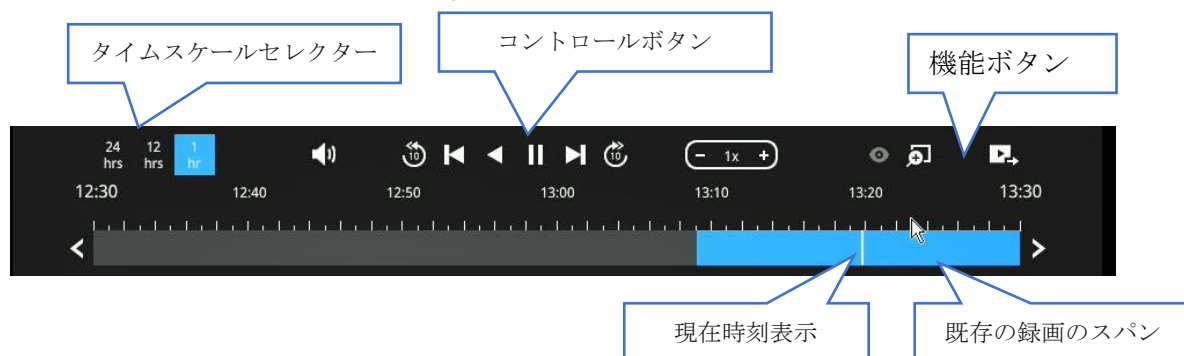 タイムスケールセレクター
コントロールボタン
機能ボタン
24 hrs
12 hrs
1 hr
10
10
− 1x +
12:30 12:40 12:50 13:00 13:10 13:20 13:30
現在時刻表示
既存の録画のスパン